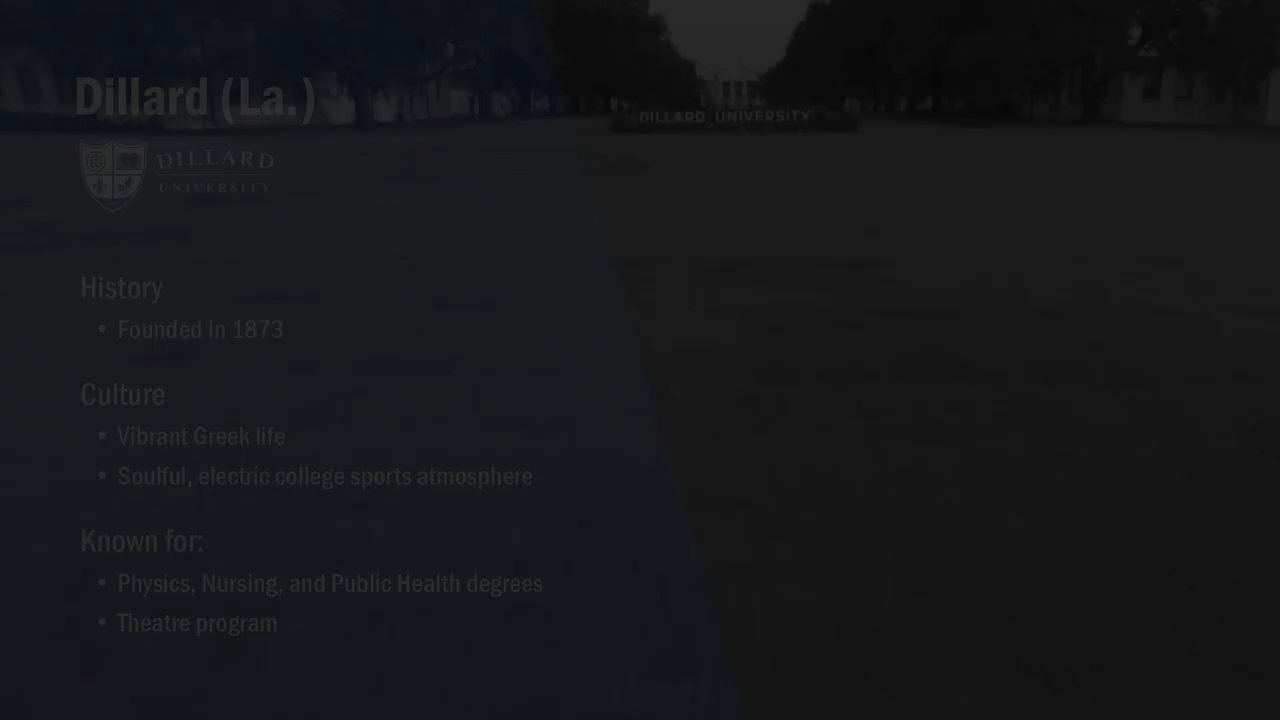 Dillard (La.)
DILLARD UNIVERSITY
DILLARD
UNIVERSITY
History
• Founded in 1873
Culture
• Vibrant Greek life
• Soulful, electric college sports atmosphere
Known for:
• Physics, Nursing, and Public Health degrees
• Theatre program